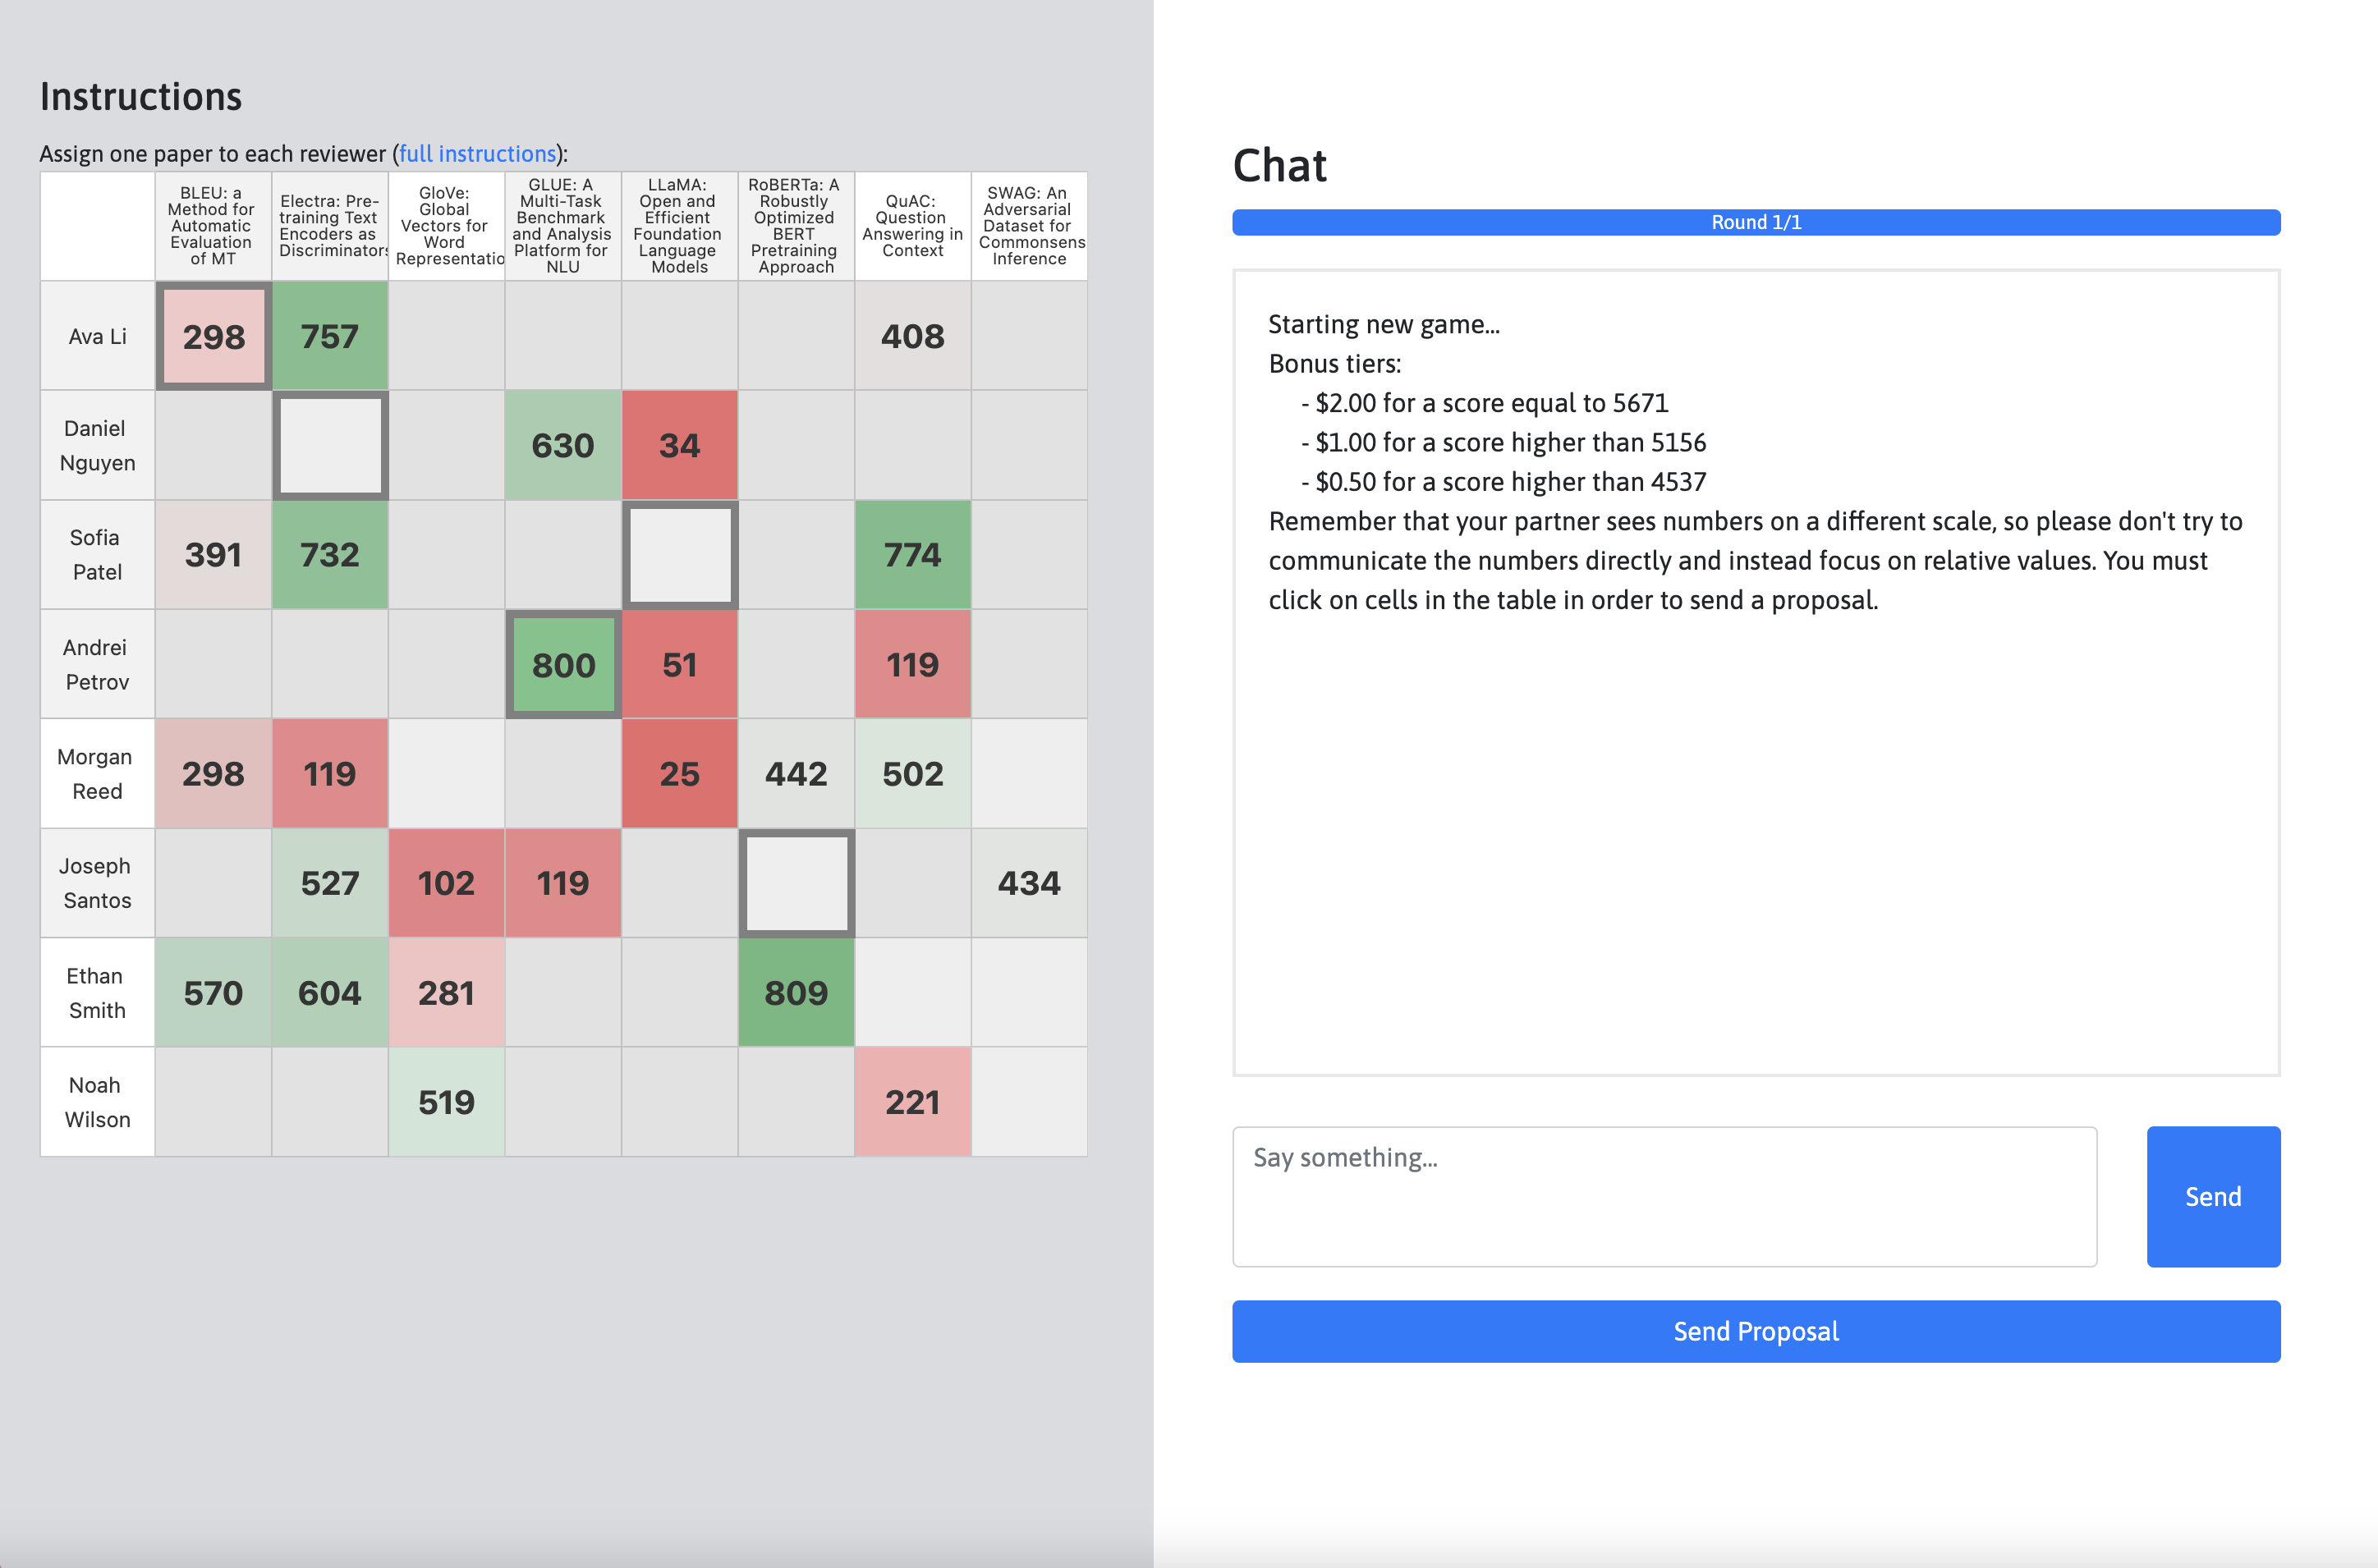 Instructions
Assign one paper to each reviewer (full instructions):
BLEU: a Method for Automatic Evaluation of MT
Electra: Pre-training Text Encoders as Discriminators
GloVe: Global Vectors for Word Representatio
GLUE: A Multi-Task Benchmark and Analysis Platform for NLU
LLaMA: Open and Efficient Foundation Language Models
RoBERTa: A Robustly Optimized BERT Pretraining Approach
QuAC: Question Answering in Context
SWAG: An Adversarial Dataset for Commonsens Inference
Ava Li 298 757 408
Daniel Nguyen 630 34
Sofia Patel 391 732 774
Andrei Petrov 800 51 119
Morgan Reed 298 119 25 442 502
Joseph Santos 527 102 119 434
Ethan Smith 570 604 281 809
Noah Wilson 519 221
Chat
Round 1/1
Starting new game...
Bonus tiers:
- $2.00 for a score equal to 5671
- $1.00 for a score higher than 5156
- $0.50 for a score higher than 4537
Remember that your partner sees numbers on a different scale, so please don't try to
communicate the numbers directly and instead focus on relative values. You must
click on cells in the table in order to send a proposal.
Say something...
Send
Send Proposal